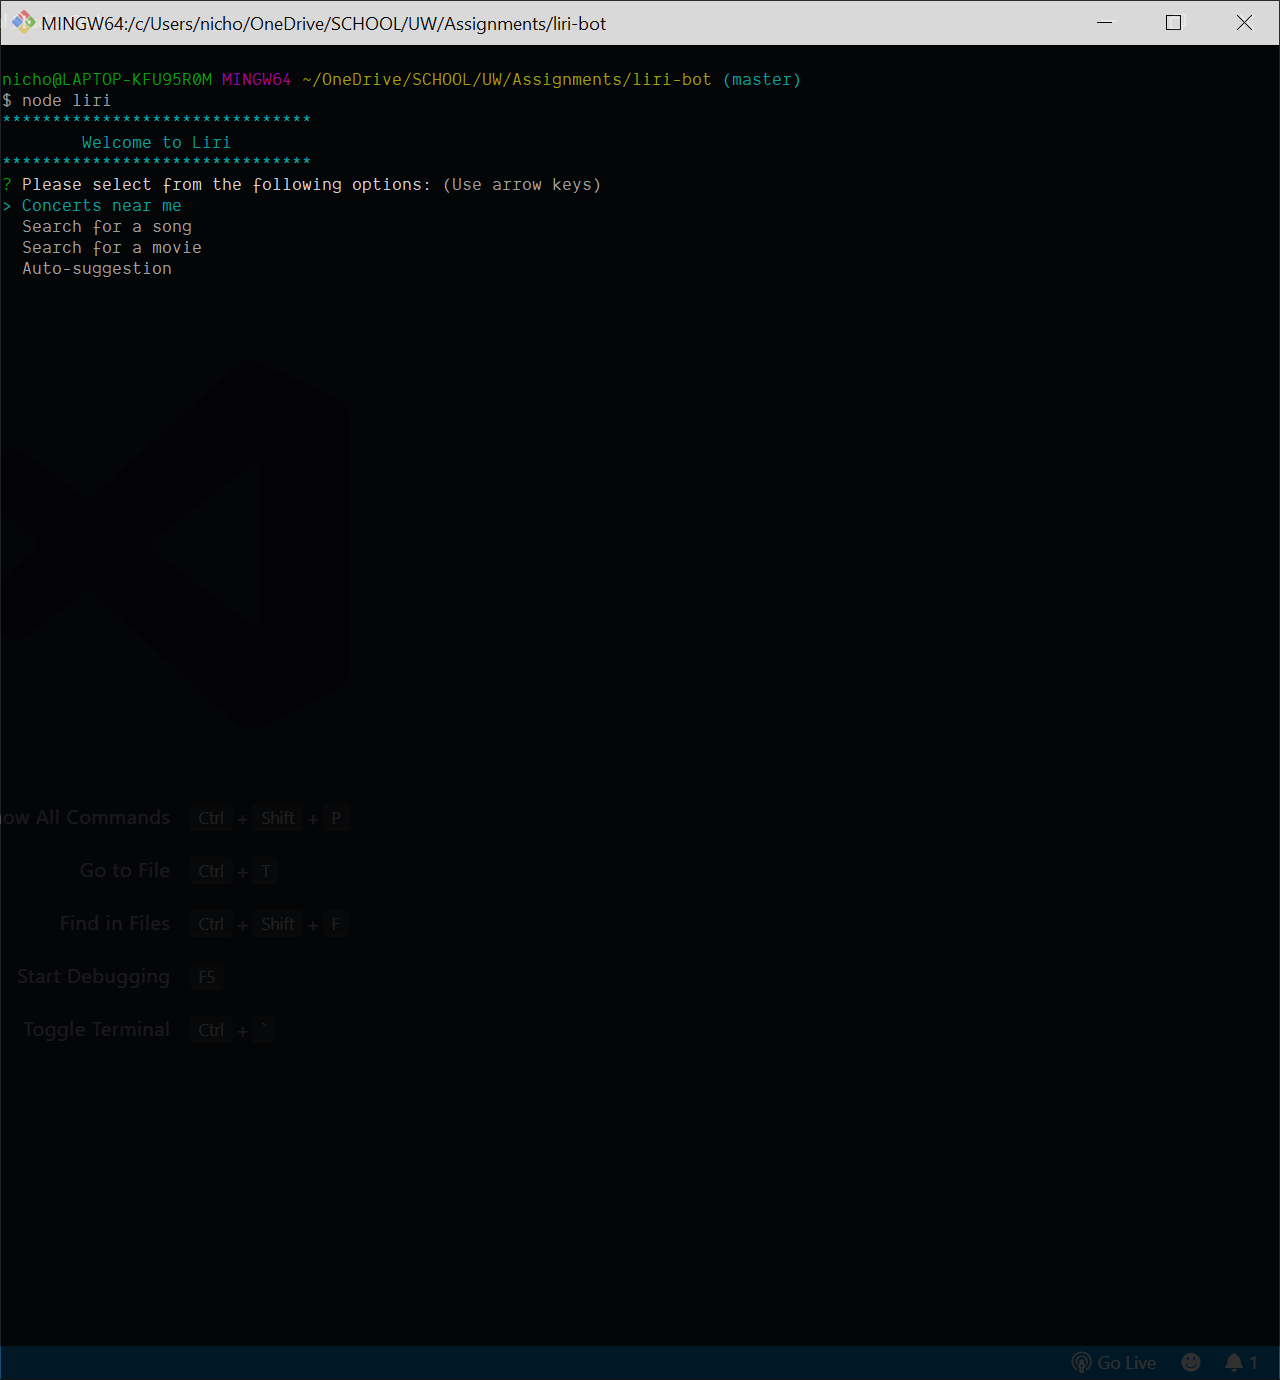 MINGW64:/c/Users/nicho/OneDrive/SCHOOL/UW/Assignments/liri-bot
nicho@LAPTOP-KFU95R0M MINGW64 ~/OneDrive/SCHOOL/UW/Assignments/liri-bot (master)
$ node liri
*******************************
Welcome to Liri
*******************************
? Please select from the following options: (Use arrow keys)
> Concerts near me
Search for a song
Search for a movie
Auto-suggestion
ow All Commands Ctrl + Shift + P
Go to File Ctrl + T
Find in Files Ctrl + Shift + F
Start Debugging F5
Toggle Terminal Ctrl + `
Go Live 1